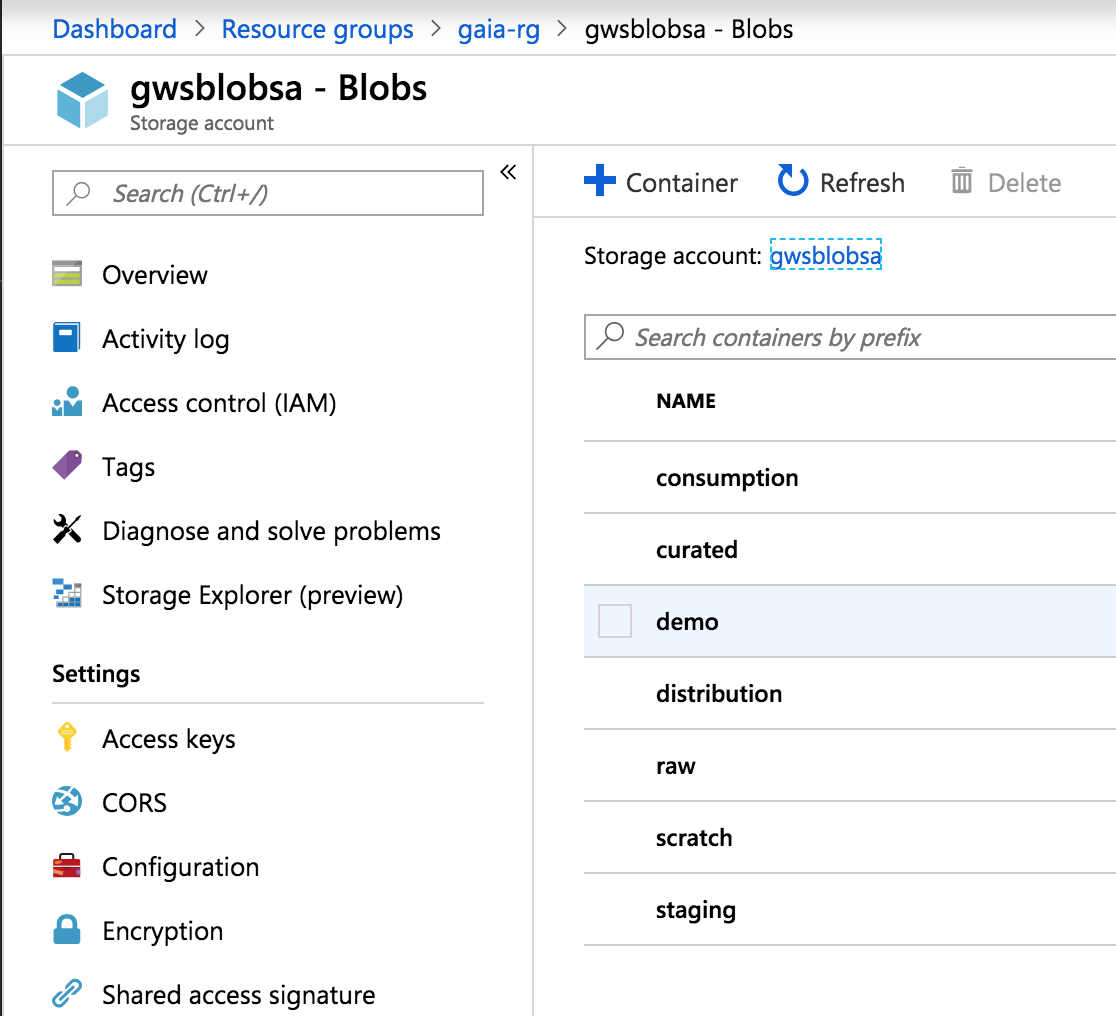 Dashboard > Resource groups > gaia-rg > gwsblobsa - Blobs
gwsblobsa - Blobs
Storage account
Search (Ctrl+/)
«
Overview
Activity log
Access control (IAM)
Tags
Diagnose and solve problems
Storage Explorer (preview)
Settings
Access keys
CORS
Configuration
Encryption
Shared access signature
Container Refresh Delete
Storage account: gwsblobsa
Search containers by prefix
NAME
consumption
curated
demo
distribution
raw
scratch
staging